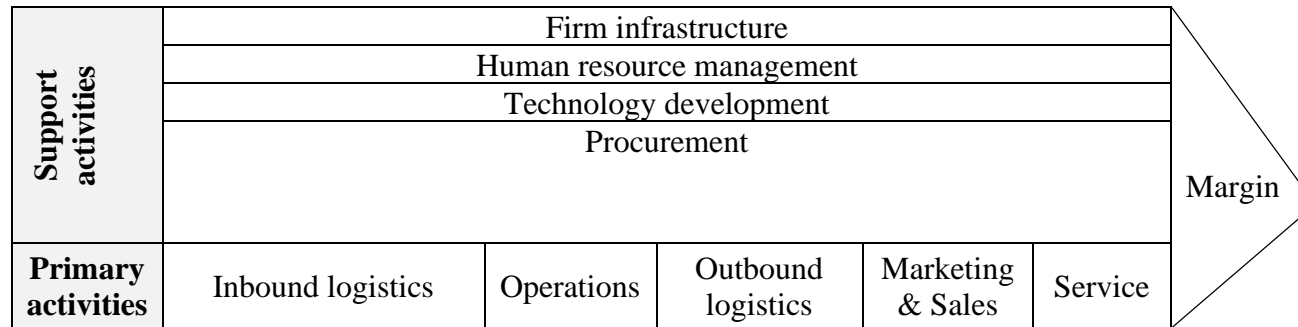 Support
activities
Firm infrastructure
Human resource management
Technology development
Procurement
Margin
Primary
activities
Inbound logistics
Operations
Outbound
logistics
Marketing
& Sales
Service